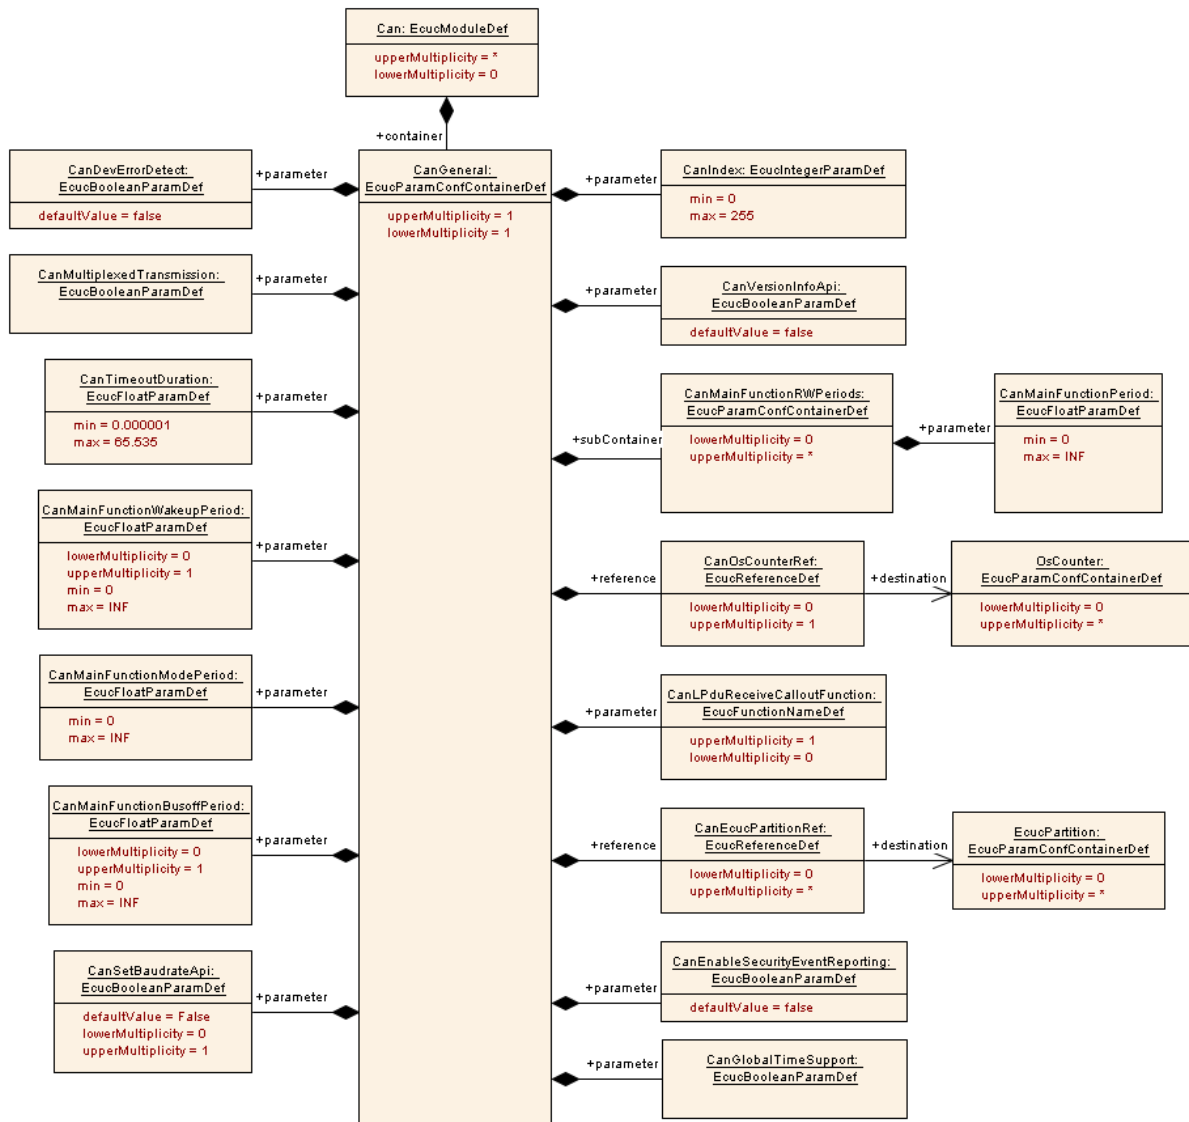 Can: EcucModuleDef
upperMultiplicity = *
lowerMultiplicity = 0
+container
CanGeneral:
EcucParamConfContainerDef
upperMultiplicity = 1
lowerMultiplicity = 1
CanDevErrorDetect:
EcucBooleanParamDef
defaultValue = false
+parameter
CanMultiplexedTransmission:
EcucBooleanParamDef
+parameter
CanTimeoutDuration:
EcucFloatParamDef
min = 0.000001
max = 65.535
+parameter
CanMainFunctionWakeupPeriod:
EcucFloatParamDef
lowerMultiplicity = 0
upperMultiplicity = 1
min = 0
max = INF
+parameter
CanMainFunctionModePeriod:
EcucFloatParamDef
min = 0
max = INF
+parameter
CanMainFunctionBusoffPeriod:
EcucFloatParamDef
lowerMultiplicity = 0
upperMultiplicity = 1
min = 0
max = INF
+parameter
CanSetBaudrateApi:
EcucBooleanParamDef
defaultValue = False
lowerMultiplicity = 0
upperMultiplicity = 1
+parameter
+parameter
CanIndex: EcucIntegerParamDef
min = 0
max = 255
+parameter
CanVersionInfoApi:
EcucBooleanParamDef
defaultValue = false
+subContainer
CanMainFunctionRWPeriods:
EcucParamConfContainerDef
lowerMultiplicity = 0
upperMultiplicity = *
+parameter
CanMainFunctionPeriod:
EcucFloatParamDef
min = 0
max = INF
+reference
CanOsCounterRef:
EcucReferenceDef
lowerMultiplicity = 0
upperMultiplicity = 1
+destination
OsCounter:
EcucParamConfContainerDef
lowerMultiplicity = 0
upperMultiplicity = *
+parameter
CanLPduReceiveCalloutFunction:
EcucFunctionNameDef
upperMultiplicity = 1
lowerMultiplicity = 0
+reference
CanEcucPartitionRef:
EcucReferenceDef
lowerMultiplicity = 0
upperMultiplicity = *
+destination
EcucPartition:
EcucParamConfContainerDef
lowerMultiplicity = 0
upperMultiplicity = *
+parameter
CanEnableSecurityEventReporting:
EcucBooleanParamDef
defaultValue = false
+parameter
CanGlobalTimeSupport:
EcucBooleanParamDef